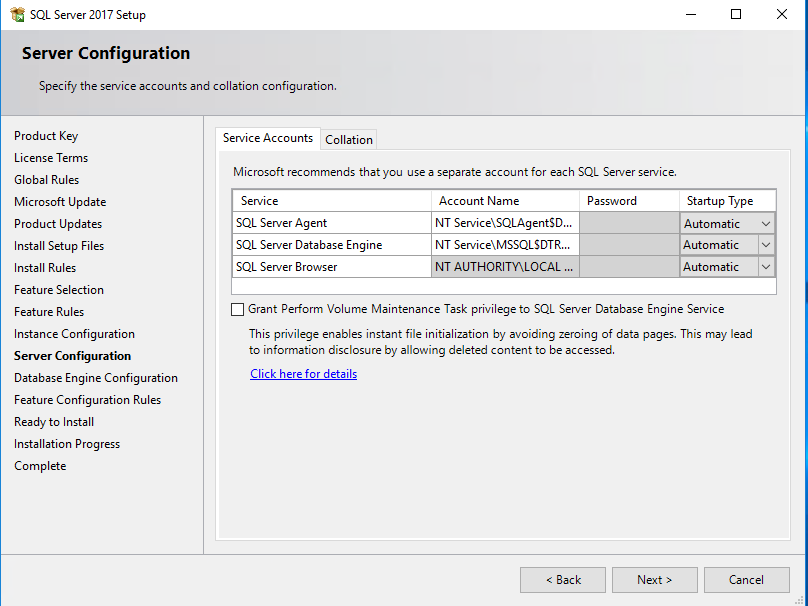 SQL Server 2017 Setup
Server Configuration
Specify the service accounts and collation configuration.
Product Key
License Terms
Global Rules
Microsoft Update
Product Updates
Install Setup Files
Install Rules
Feature Selection
Feature Rules
Instance Configuration
Server Configuration
Database Engine Configuration
Feature Configuration Rules
Ready to Install
Installation Progress
Complete
Service Accounts Collation
Microsoft recommends that you use a separate account for each SQL Server service.
Service Account Name Password Startup Type
SQL Server Agent NT Service\SQLAgent$D... Automatic
SQL Server Database Engine NT Service\MSSQL$DTR... Automatic
SQL Server Browser NT AUTHORITY\LOCAL ... Automatic
Grant Perform Volume Maintenance Task privilege to SQL Server Database Engine Service
This privilege enables instant file initialization by avoiding zeroing of data pages. This may lead
to information disclosure by allowing deleted content to be accessed.
Click here for details
< Back Next > Cancel